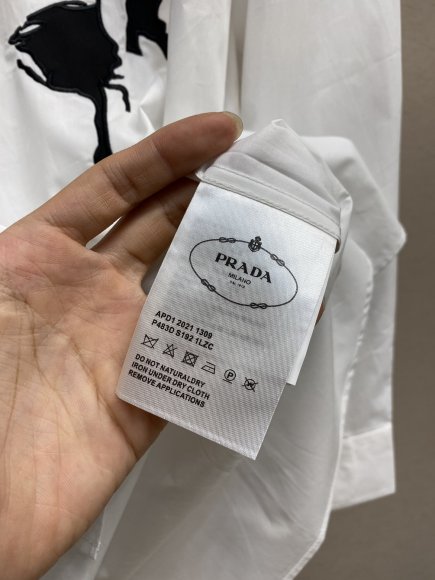 PRADA
MILANO
APD1 2021 1309
P483D S192 1LZC
DO NOT NATURALDRY
IRON UNDER DRY CLOTH
REMOVE APPLICATIONS